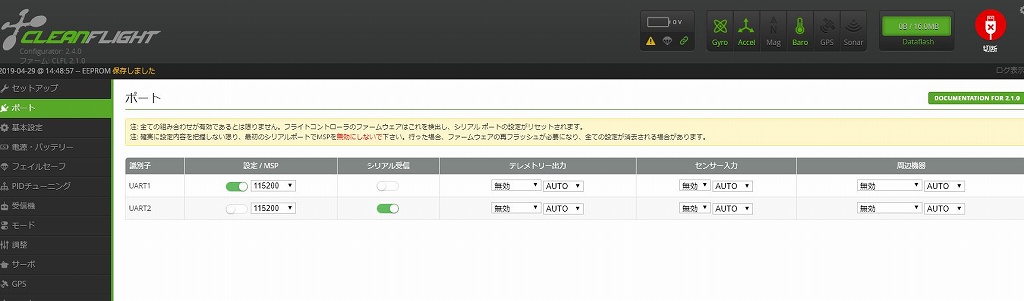 CLEANFLIGHT
Configurator 2.4.0
ファーム: CLFL 2.1.0
0 V
Gyro Accel Mag Baro GPS Sonar
0B / 16.0MB
Dataflash
切断
2019-04-29 @ 14:48:57 -- EEPROM 保存しました
ログ表示
セットアップ
ポート
基本設定
電源・バッテリー
フェイルセーフ
PIDチューニング
受信機
モード
調整
サーボ
GPS
ポート
DOCUMENTATION FOR 2.1.0
注: 全ての組み合わせが有効であるとは限りません。フライトコントローラのファームウェアはこれを検出し、シリアル ポートの設定がリセットされます。
注: 確実に設定内容を把握しない限り、最初のシリアルポートでMSPを無効にしないで下さい。行った場合、ファームウェアの再フラッシュが必要になり、全ての設定が消去される場合があります。
識別子 設定 / MSP シリアル受信 テレメトリー出力 センサー入力 周辺機器
UART1 115200 無効 AUTO 無効 AUTO 無効 AUTO
UART2 115200 無効 AUTO 無効 AUTO 無効 AUTO